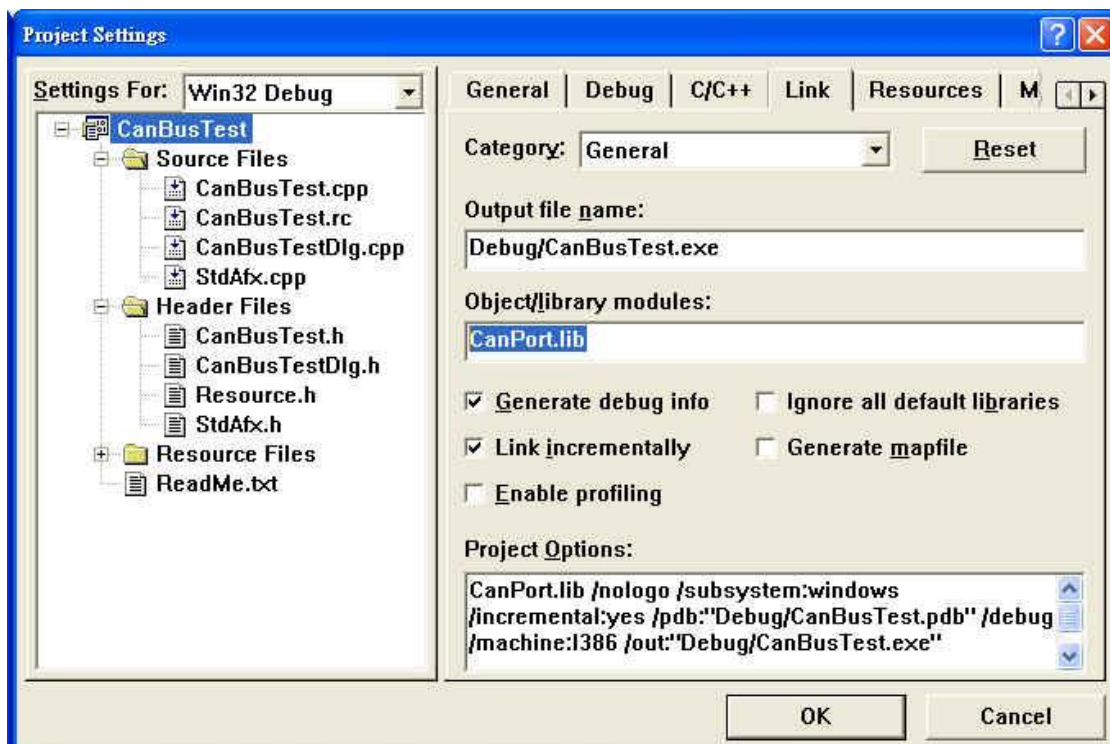 Project Settings
Settings For: Win32 Debug
CanBusTest
Source Files
CanBusTest.cpp
CanBusTest.rc
CanBusTestDlg.cpp
StdAfx.cpp
Header Files
CanBusTest.h
CanBusTestDlg.h
Resource.h
StdAfx.h
Resource Files
ReadMe.txt
General Debug C/C++ Link Resources M
Category: General Reset
Output file name:
Debug/CanBusTest.exe
Object/library modules:
CanPort.lib
Generate debug info Ignore all default libraries
Link incrementally Generate mapfile
Enable profiling
Project Options:
CanPort.lib /nologo /subsystem:windows
/incremental:yes /pdb:"Debug/CanBusTest.pdb" /debug
/machine:I386 /out:"Debug/CanBusTest.exe"
OK Cancel